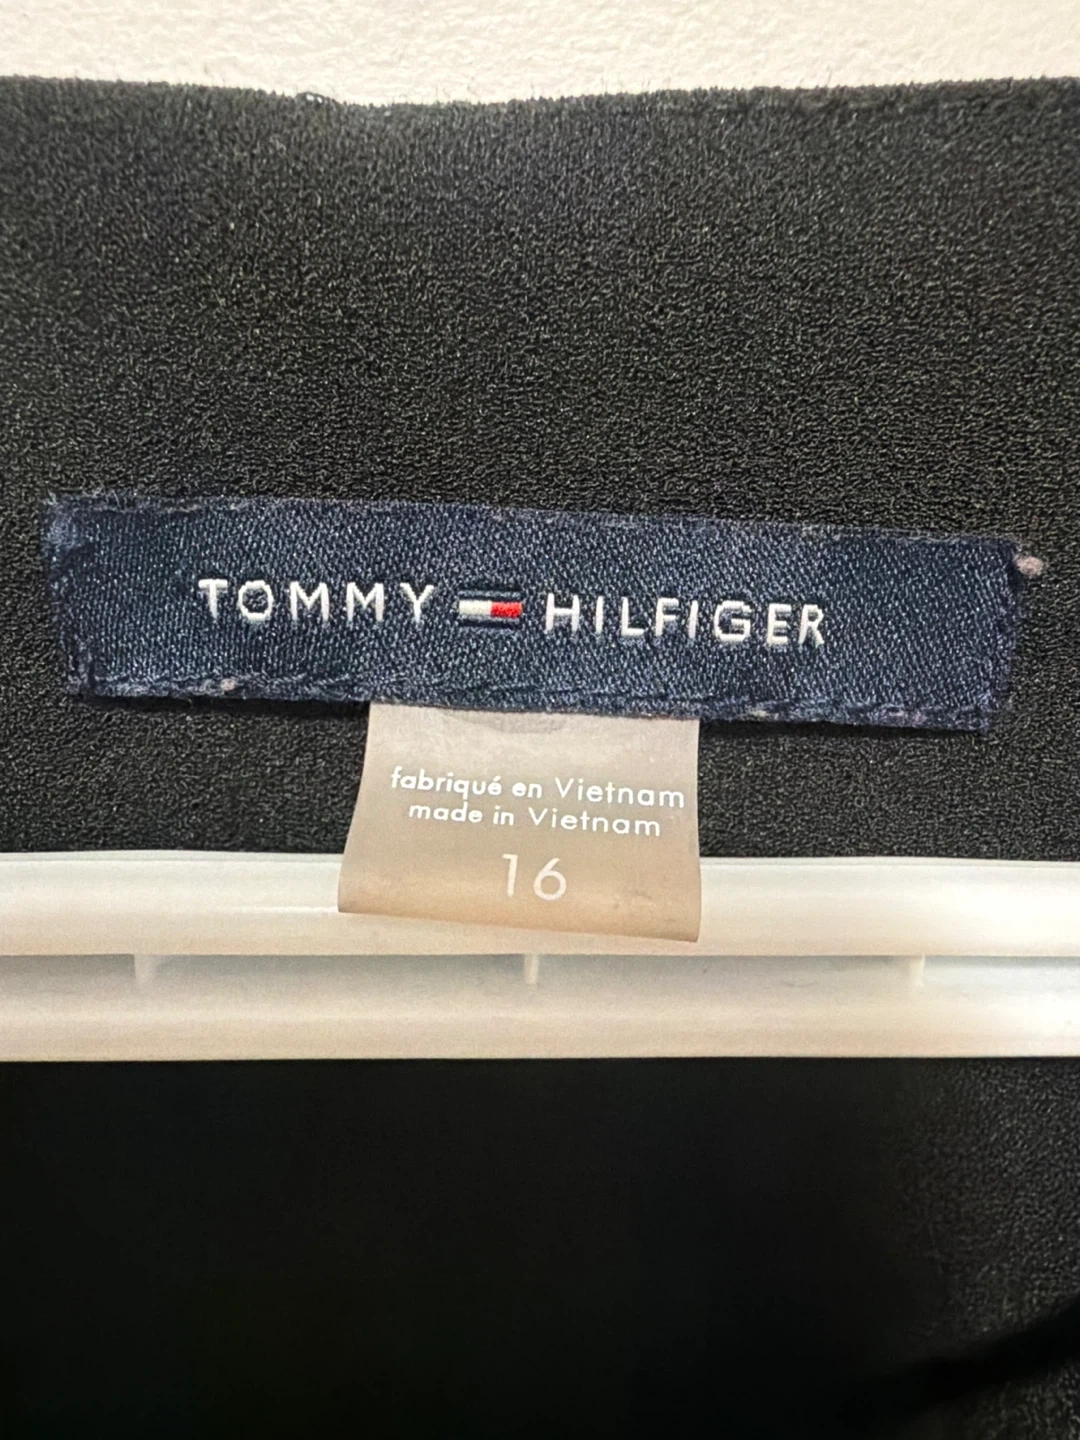 TOMMY HILFIGER
fabriqué en Vietnam
made in Vietnam
16